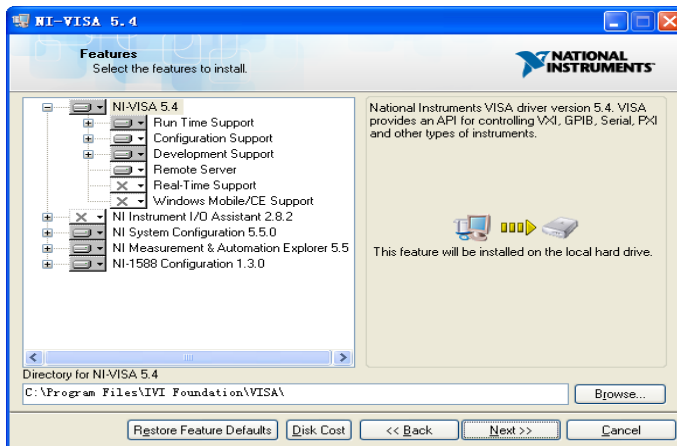 NI-VISA 5.4
Features
Select the features to install.
NATIONAL
INSTRUMENTS
NI-VISA 5.4
Run Time Support
Configuration Support
Development Support
Remote Server
Real-Time Support
Windows Mobile/CE Support
NI Instrument I/O Assistant 2.8.2
NI System Configuration 5.5.0
NI Measurement & Automation Explorer 5.5
NI-1588 Configuration 1.3.0
National Instruments VISA driver version 5.4. VISA
provides an API for controlling VXI, GPIB, Serial, PXI
and other types of instruments.
This feature will be installed on the local hard drive.
Directory for NI-VISA 5.4
C:\Program Files\IVI Foundation\VISA\
Browse...
Restore Feature Defaults
Disk Cost
<< Back
Next >>
Cancel